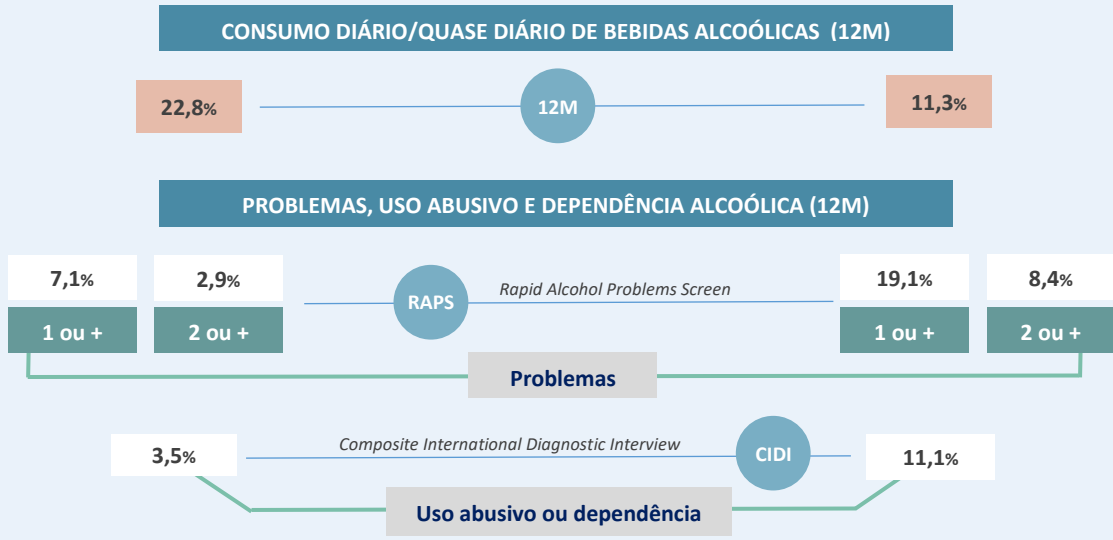 CONSUMO DIÁRIO/QUASE DIÁRIO DE BEBIDAS ALCOÓLICAS (12M)
22,8%
12M
11,3%
PROBLEMAS, USO ABUSIVO E DEPENDÊNCIA ALCOÓLICA (12M)
7,1%
2,9%
RAPS
Rapid Alcohol Problems Screen
19,1%
8,4%
1 ou +
2 ou +
1 ou +
2 ou +
Problemas
3,5%
Composite International Diagnostic Interview
CIDI
11,1%
Uso abusivo ou dependência